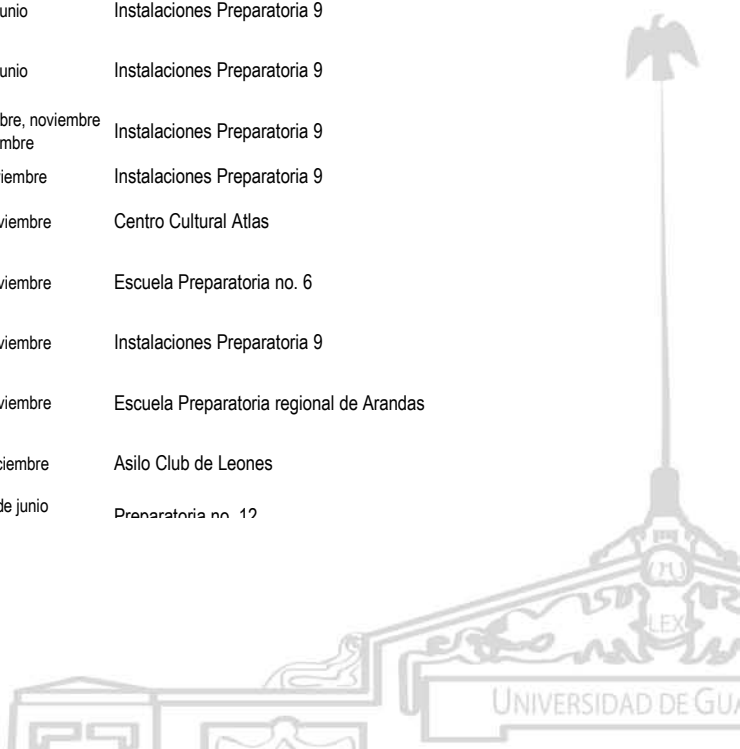 unio Instalaciones Preparatoria 9
unio Instalaciones Preparatoria 9
bre, noviembre
mbre Instalaciones Preparatoria 9
iembre Instalaciones Preparatoria 9
viembre Centro Cultural Atlas
viembre Escuela Preparatoria no. 6
viembre Instalaciones Preparatoria 9
viembre Escuela Preparatoria regional de Arandas
ciembre Asilo Club de Leones
de junio Preparatoria no. 12
LEX
UNIVERSIDAD DE GUA